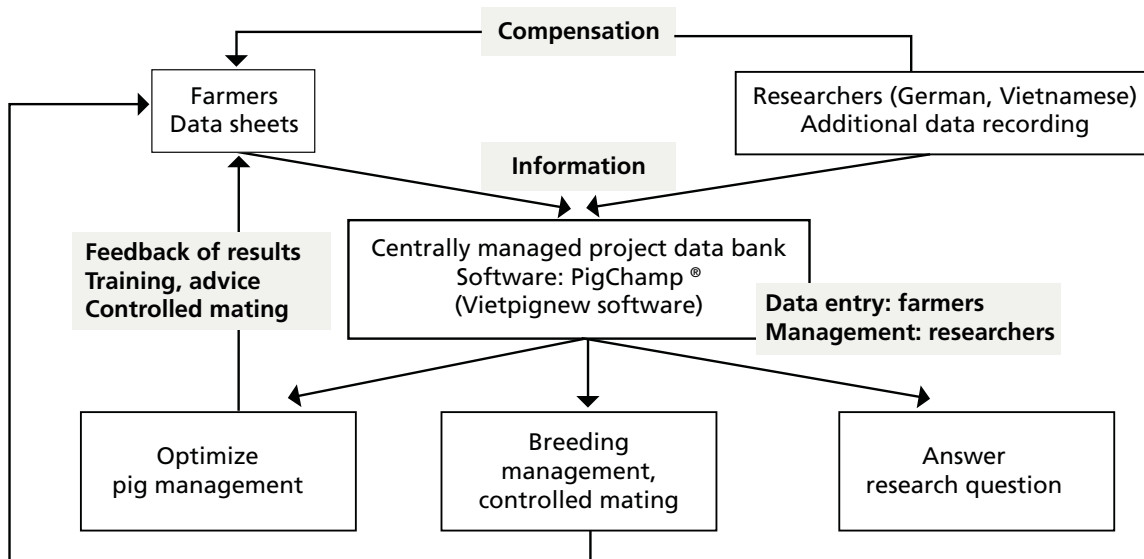 Compensation
Farmers
Data sheets
Researchers (German, Vietnamese)
Additional data recording
Information
Feedback of results
Training, advice
Controlled mating
Centrally managed project data bank
Software: PigChamp ®
(Vietpignew software)
Data entry: farmers
Management: researchers
Optimize
pig management
Breeding
management,
controlled mating
Answer
research question